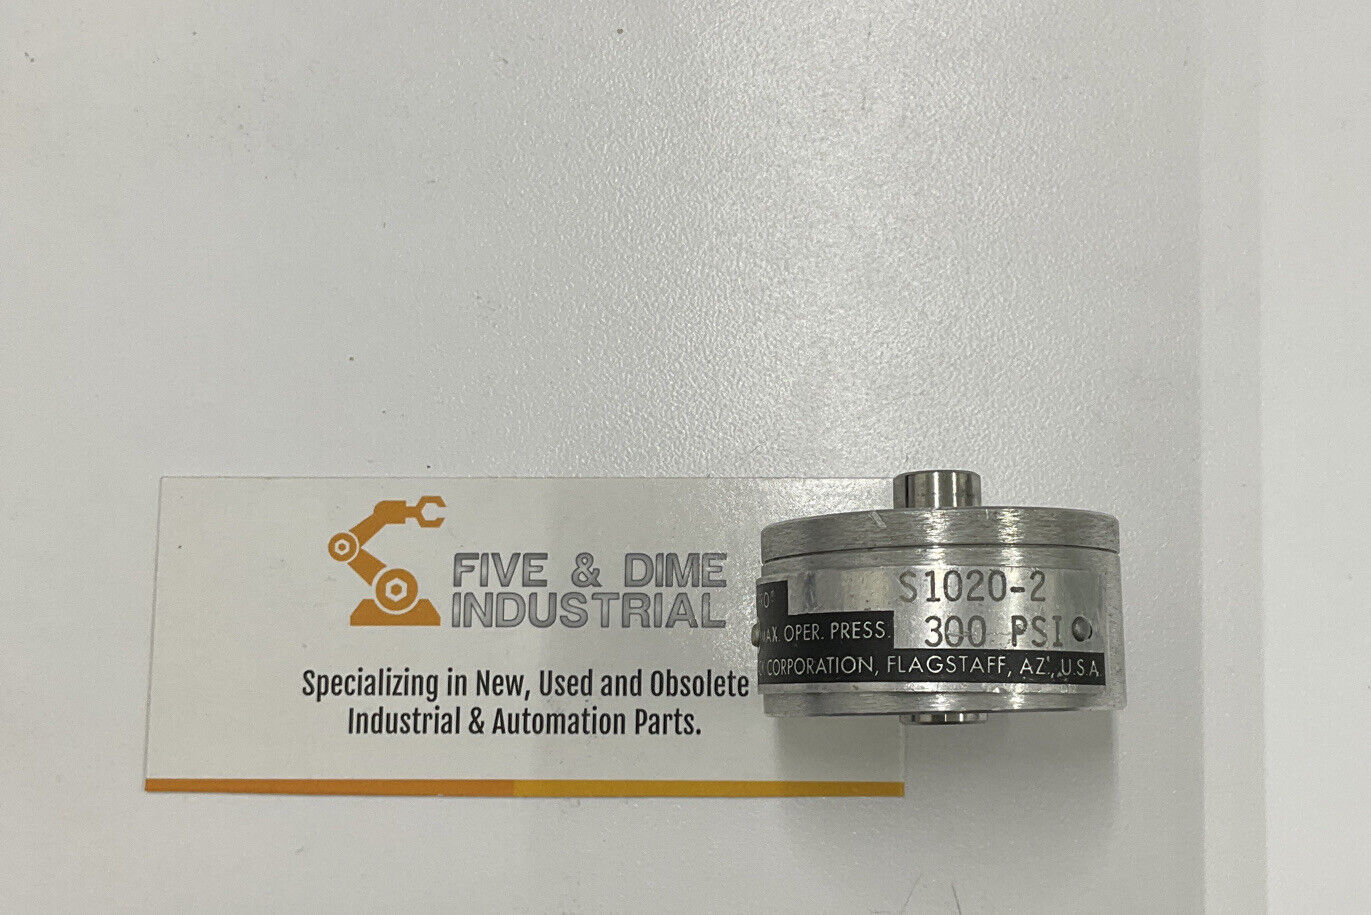 FIVE & DIME
INDUSTRIAL
Specializing in New, Used and Obsolete
Industrial & Automation Parts.
S1020-2
MAX. OPER. PRESS. 300 PSI
CORPORATION, FLAGSTAFF, AZ., U.S.A.